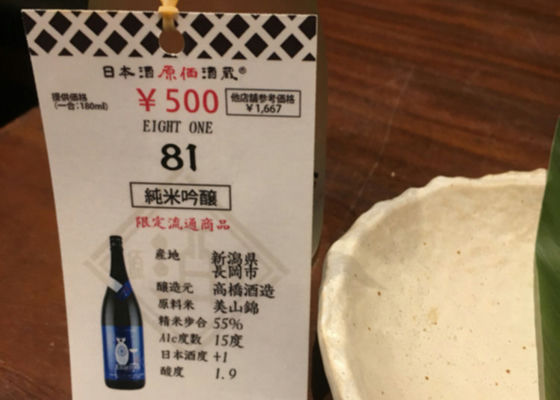 日本酒原価酒蔵®
提供価格
(一合:180ml)
¥500
他店舗参考価格
¥1,667
EIGHT ONE
81
純米吟醸
限定流通商品
産地 新潟県
長岡市
醸造元 高橋酒造
原料米 美山錦
精米歩合 55%
Alc度数 15度
日本酒度 +1
酸度 1.9